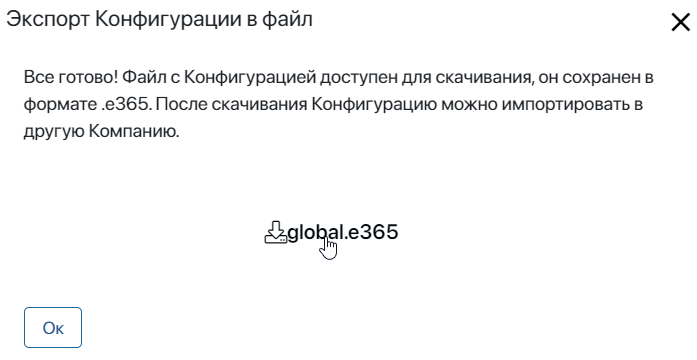 Экспорт Конфигурации в файл
Все готово! Файл с Конфигурацией доступен для скачивания, он сохранен в
формате .e365. После скачивания Конфигурацию можно импортировать в
другую Компанию.
global.e365
Ок